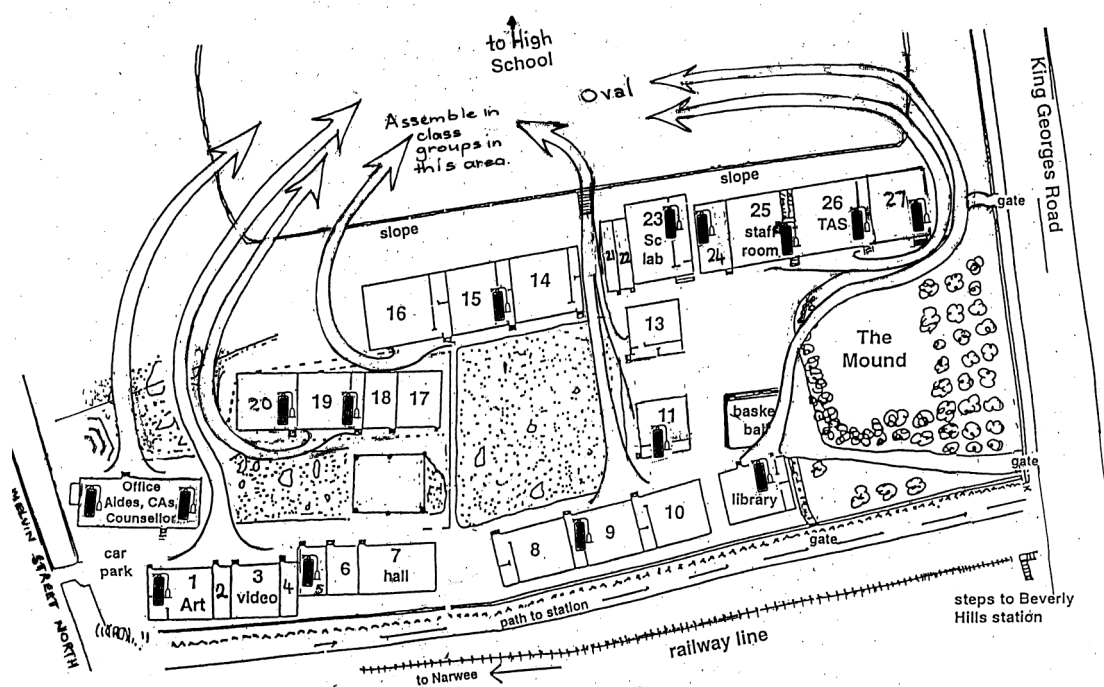 to High
School
Oval
Assemble in
class
groups in
this area.
King Georges Road
slope
slope
gate
21
22
23
Sc
lab
24
25
staff
room
26
TAS
27
16
15
14
13
The
Mound
20
19
18
17
11
baske
ball
Office
Aides, CAs,
Counsellor
library
gate
8
9
10
gate
car
park
1
Art
2
3
video
4
5
6
7
hall
MELVIN STREET NORTH
path to station
steps to Beverly
Hills station
railway line
to Narwee